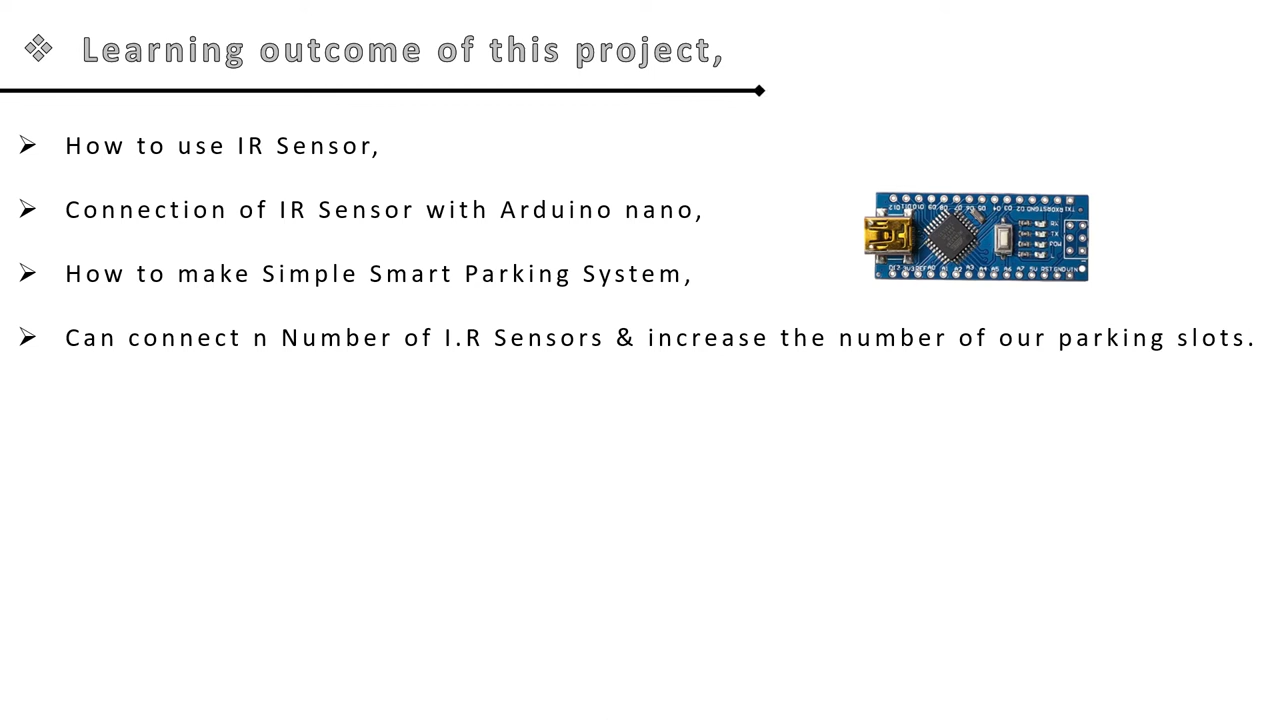 Learning outcome of this project,
How to use IR Sensor,
Connection of IR Sensor with Arduino nano,
How to make Simple Smart Parking System,
Can connect n Number of I.R Sensors & increase the number of our parking slots.